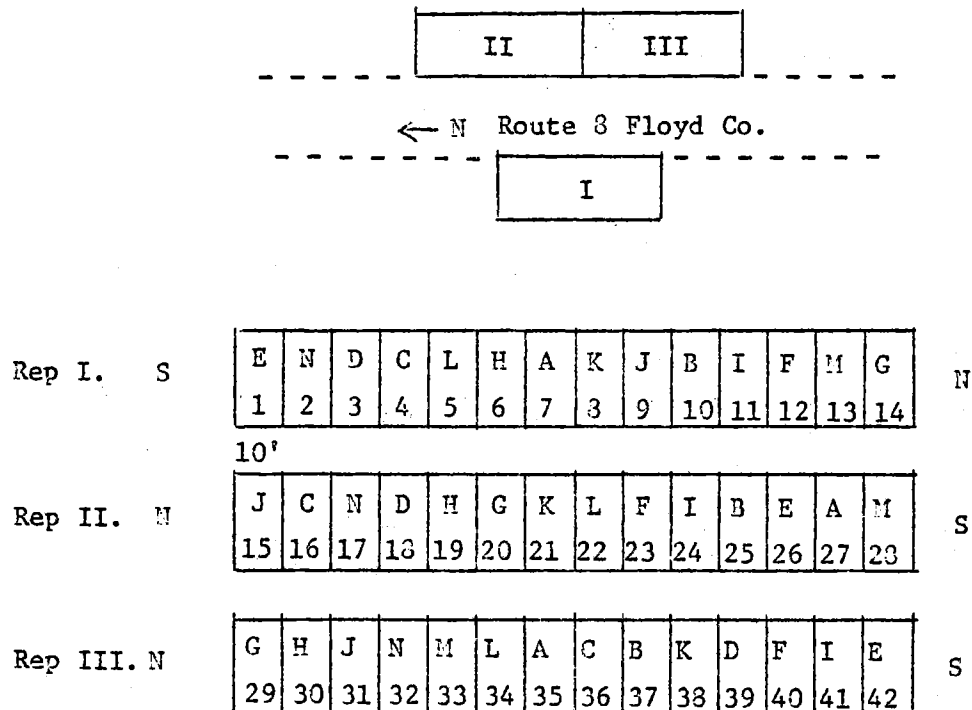 II III
← N Route 8 Floyd Co.
I
Rep I. S E N D C L H A K J B I F M G N
1 2 3 4 5 6 7 8 9 10 11 12 13 14
10'
Rep II. N J C N D H G K L F I B E A M S
15 16 17 18 19 20 21 22 23 24 25 26 27 28
Rep III. N G H J N M L A C B K D F I E S
29 30 31 32 33 34 35 36 37 38 39 40 41 42